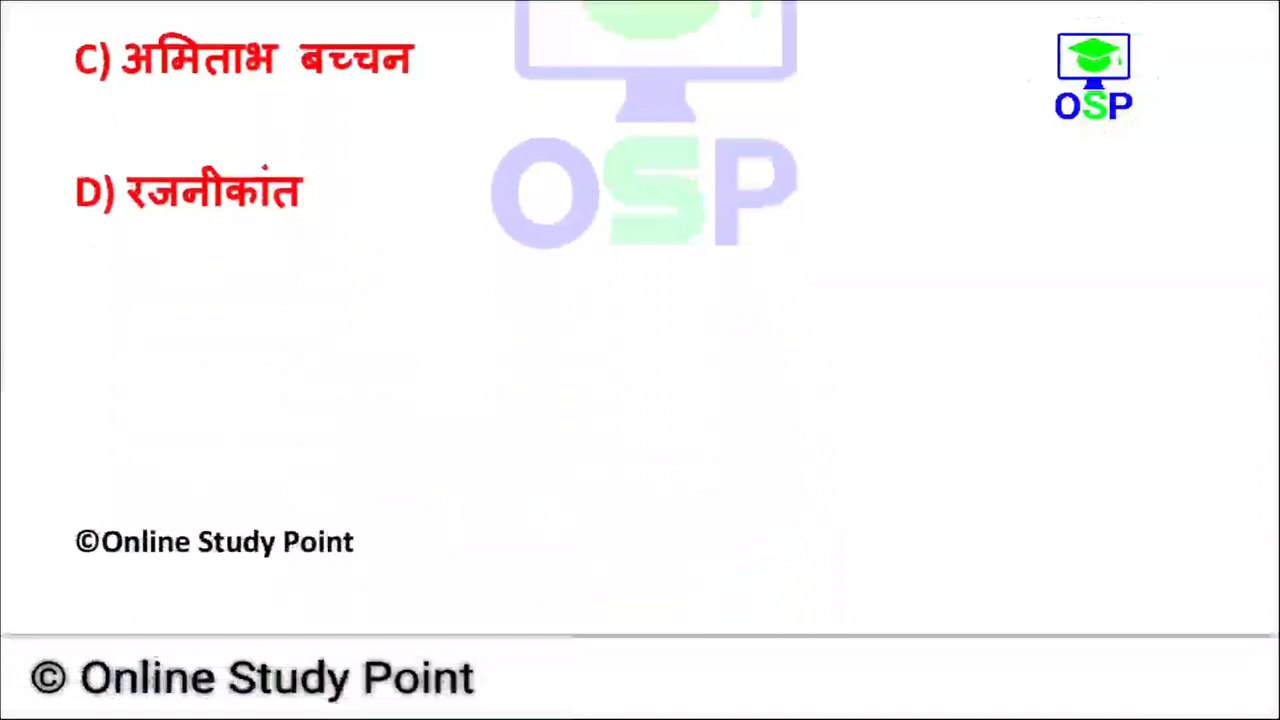 C) अमिताभ बच्चन
OSP
OSP
D) रजनीकांत
©Online Study Point
© Online Study Point